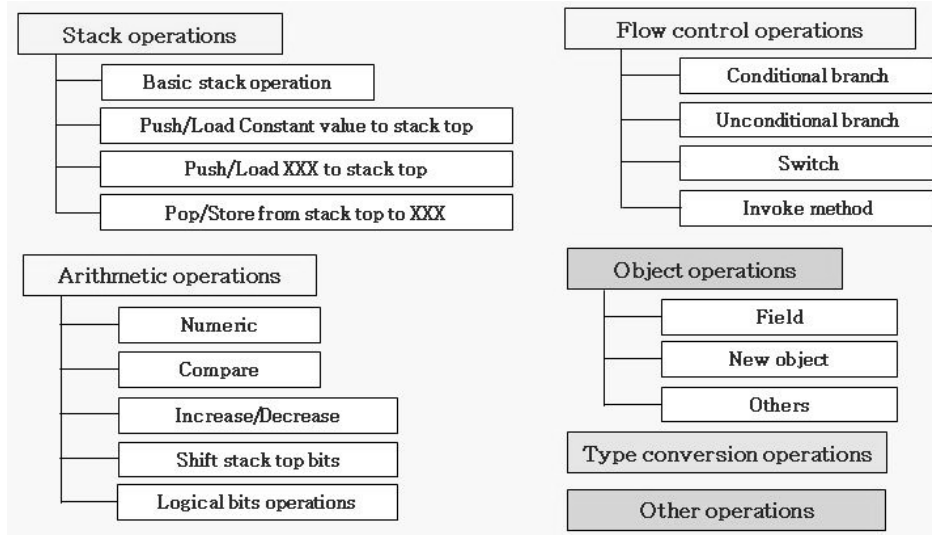 Stack operations
Basic stack operation
Push/Load Constant value to stack top
Push/Load XXX to stack top
Pop/Store from stack top to XXX
Arithmetic operations
Numeric
Compare
Increase/Decrease
Shift stack top bits
Logical bits operations
Flow control operations
Conditional branch
Unconditional branch
Switch
Invoke method
Object operations
Field
New object
Others
Type conversion operations
Other operations